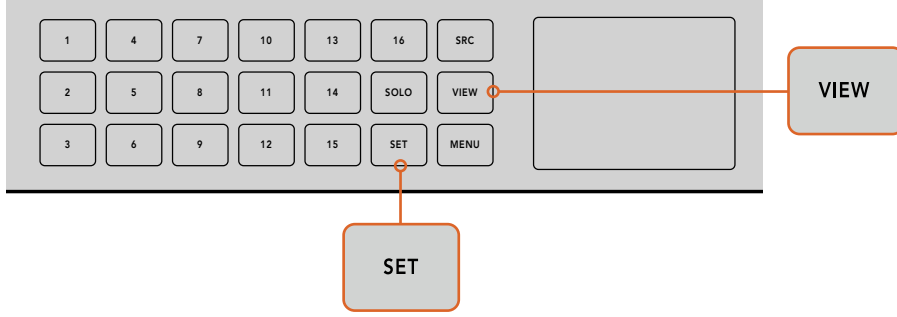 1 4 7 10 13 16 SRC
2 5 8 11 14 SOLO VIEW
3 6 9 12 15 SET MENU
VIEW
SET